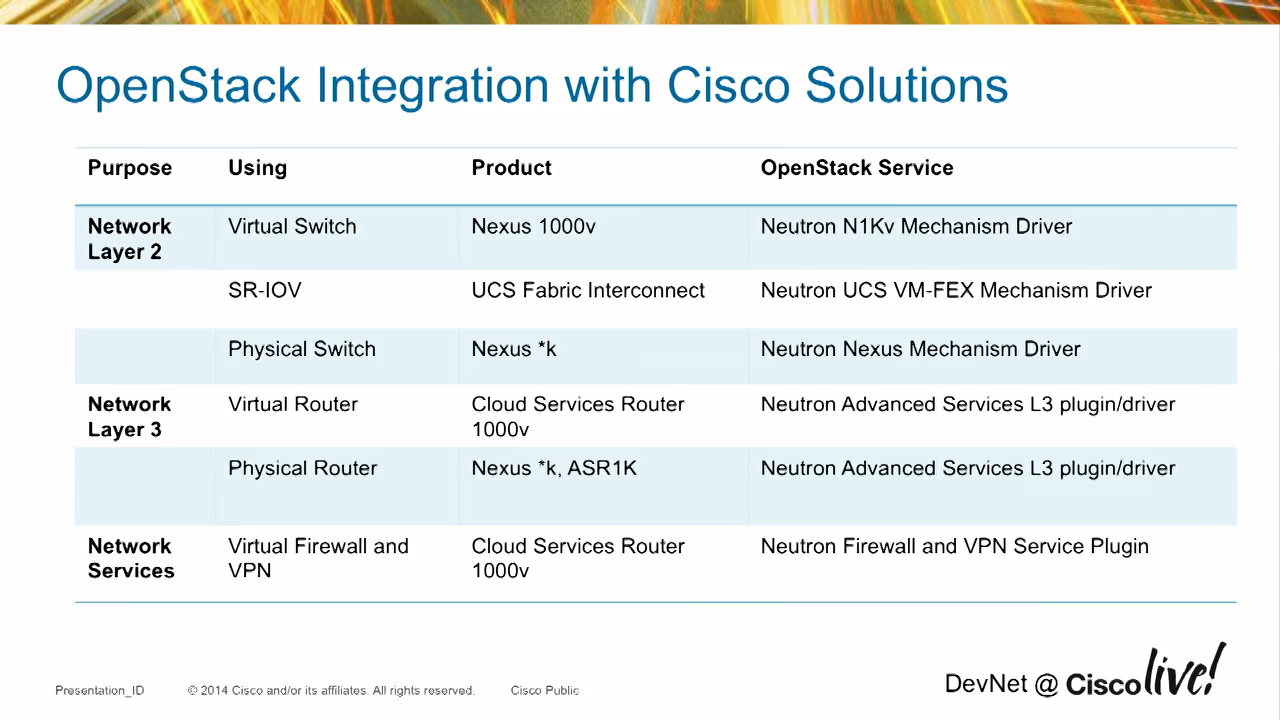 OpenStack Integration with Cisco Solutions
Purpose Using Product OpenStack Service
Network Layer 2 Virtual Switch Nexus 1000v Neutron N1Kv Mechanism Driver
SR-IOV UCS Fabric Interconnect Neutron UCS VM-FEX Mechanism Driver
Physical Switch Nexus *k Neutron Nexus Mechanism Driver
Network Layer 3 Virtual Router Cloud Services Router 1000v Neutron Advanced Services L3 plugin/driver
Physical Router Nexus *k, ASR1K Neutron Advanced Services L3 plugin/driver
Network Services Virtual Firewall and VPN Cloud Services Router 1000v Neutron Firewall and VPN Service Plugin
Presentation_ID © 2014 Cisco and/or its affiliates. All rights reserved. Cisco Public
DevNet @ Cisco live!